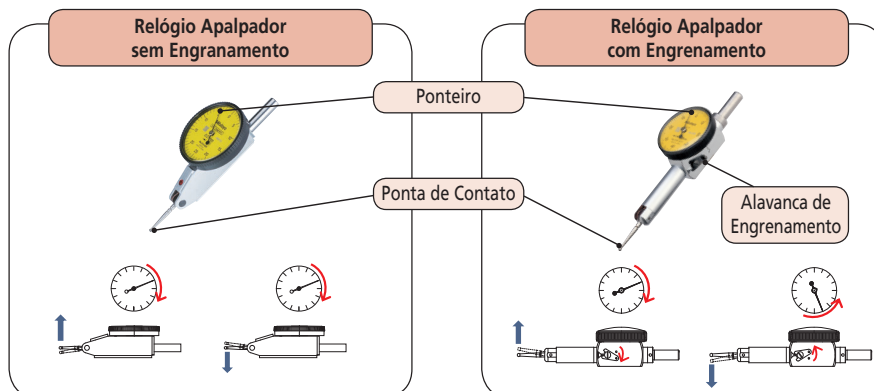 Relógio Apalpador
sem Engranamento
Relógio Apalpador
com Engrenamento
Ponteiro
Ponta de Contato
Alavanca de
Engrenamento